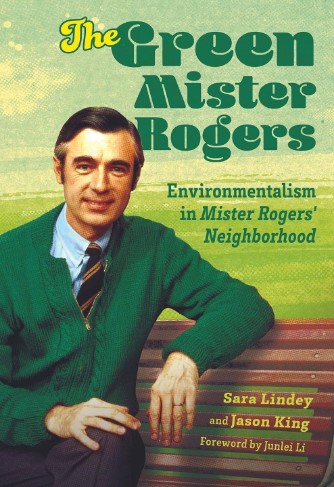 The Green
Mister
Rogers
Environmentalism
in Mister Rogers'
Neighborhood
Sara Lindey
and Jason King
Foreword by Junlei Li